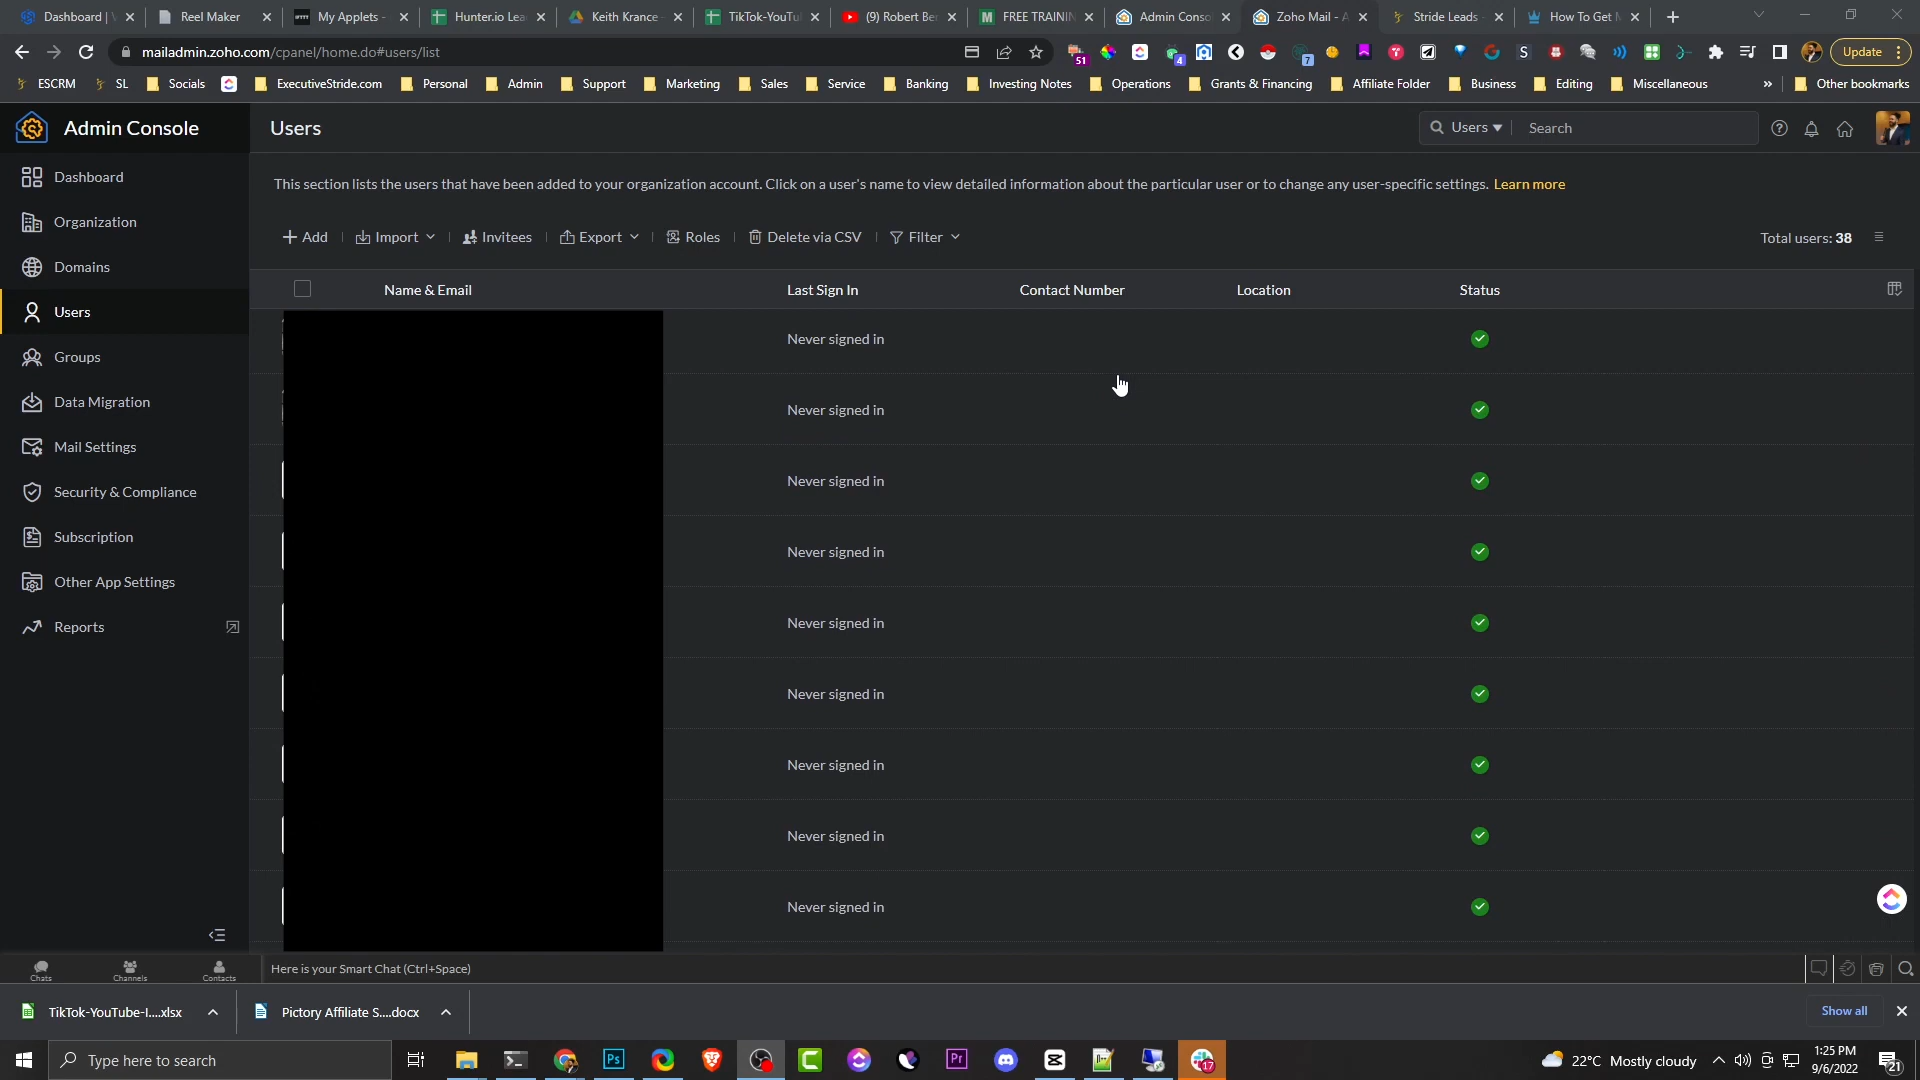 Dashboard | V
Reel Maker
My Applets -
Hunter.io Lea
Keith Krance
TikTok-YouTu
(9) Robert Be
FREE TRAININ
Admin Conso
Zoho Mail - A
Stride Leads -
How To Get M
mailadmin.zoho.com/cpanel/home.do#users/list
51
4
7
Update
ESCRM
SL
Socials
ExecutiveStride.com
Personal
Admin
Support
Marketing
Sales
Service
Banking
Investing Notes
Operations
Grants & Financing
Affiliate Folder
Business
Editing
Miscellaneous
»
Other bookmarks
Admin Console
Users
Users
Search
Dashboard
Organization
Domains
Users
Groups
Data Migration
Mail Settings
Security & Compliance
Subscription
Other App Settings
Reports
This section lists the users that have been added to your organization account. Click on a user's name to view detailed information about the particular user or to change any user-specific settings. Learn more
Add
Import
Invitees
Export
Roles
Delete via CSV
Filter
Total users: 38
Name & Email
Last Sign In
Contact Number
Location
Status
Never signed in
Never signed in
Never signed in
Never signed in
Never signed in
Never signed in
Never signed in
Never signed in
Never signed in
Chats
Channels
Contacts
Here is your Smart Chat (Ctrl+Space)
TikTok-YouTube-I....xlsx
Pictory Affiliate S....docx
Show all
Type here to search
Ps
Pr
17
22°C Mostly cloudy
1:25 PM
9/6/2022
21